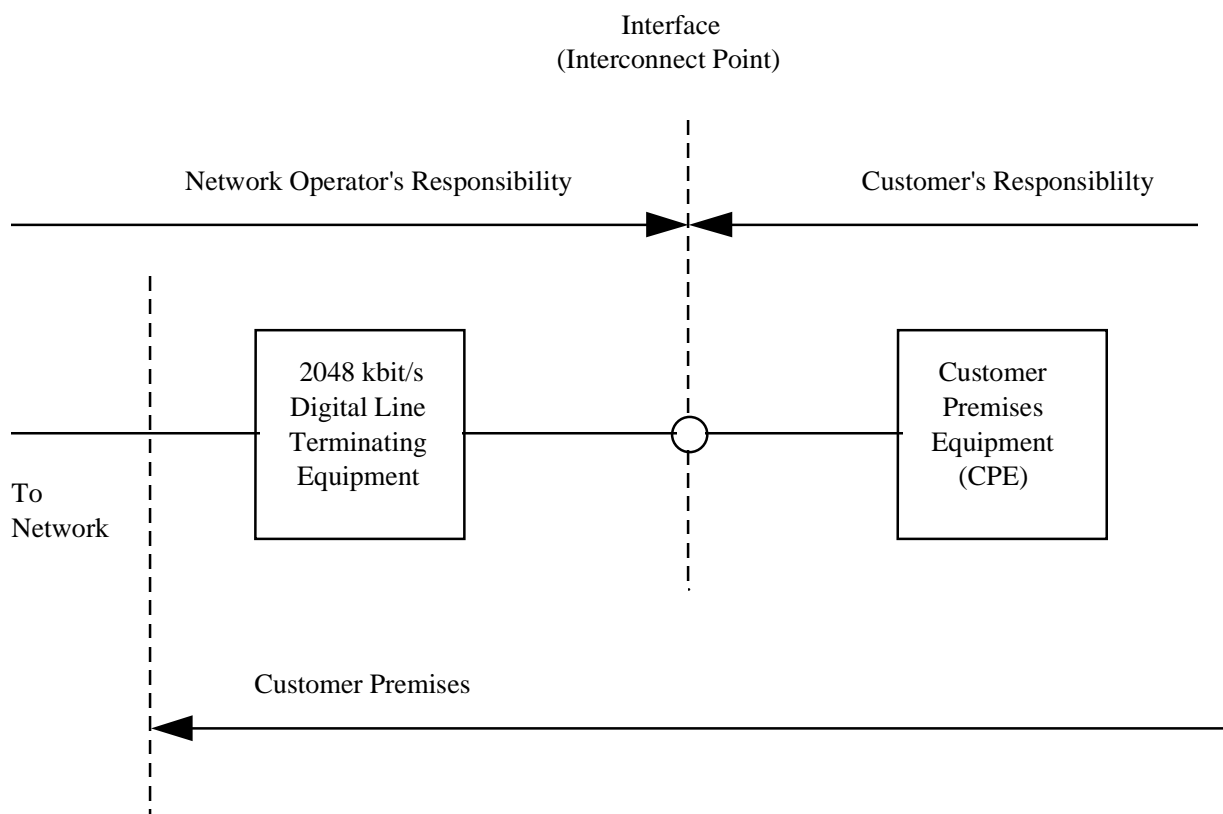 Interface
(Interconnect Point)
Network Operator's Responsibility
Customer's Responsiblilty
2048 kbit/s
Digital Line
Terminating
Equipment
Customer
Premises
Equipment
(CPE)
To
Network
Customer Premises